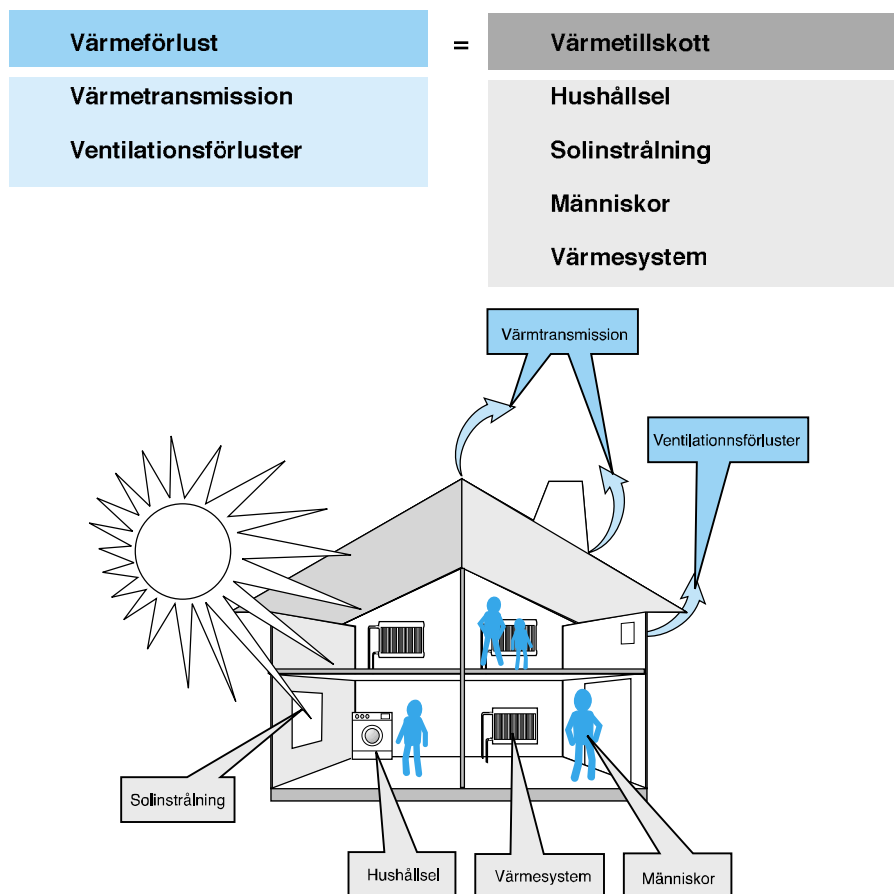 Värmeförlust = Värmetillskott
Värmetransmission
Ventilationsförluster
Hushållsel
Solinstrålning
Människor
Värmesystem
Värmtransmission
Ventilationnsförluster
Solinstrålning
Hushållsel
Värmesystem
Människor